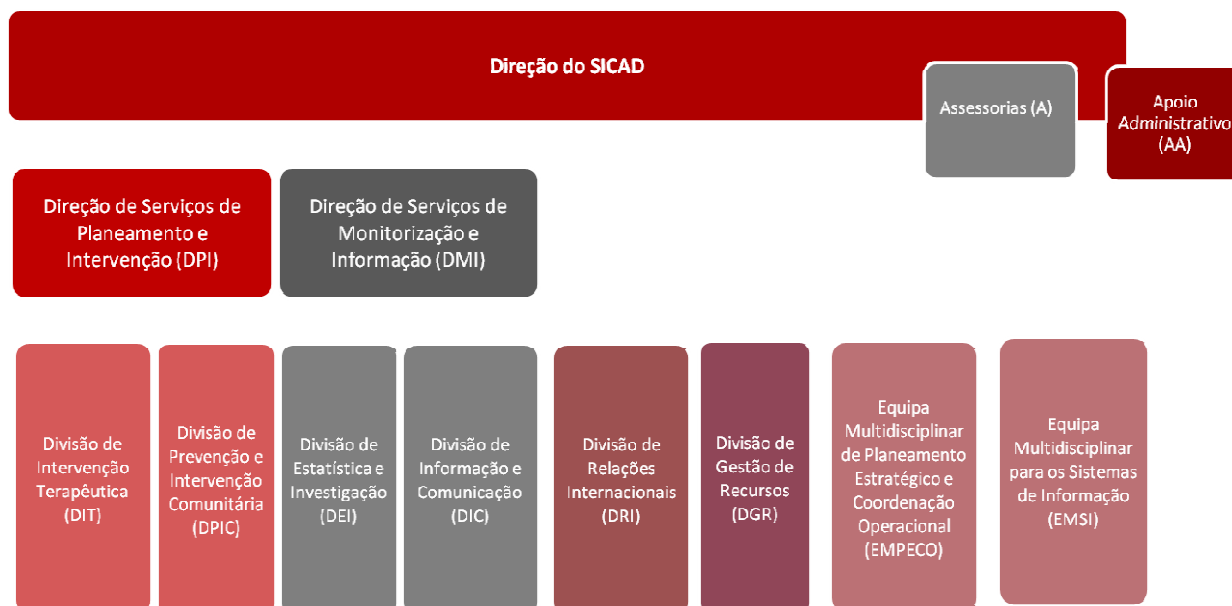 Direção do SICAD
Assessorias (A)
Apoio
Administrativo
(AA)
Direção de Serviços de
Planeamento e
Intervenção (DPI)
Direção de Serviços de
Monitorização e
Informação (DMI)
Divisão de
Intervenção
Terapêutica
(DIT)
Divisão de
Prevenção e
Intervenção
Comunitária
(DPIC)
Divisão de
Estatística e
Investigação
(DEI)
Divisão de
Informação e
Comunicação
(DIC)
Divisão de
Relações
Internacionais
(DRI)
Divisão de
Gestão de
Recursos
(DGR)
Equipa
Multidisciplinar
de Planeamento
Estratégico e
Coordenação
Operacional
(EMPECO)
Equipa
Multidisciplinar
para os Sistemas
de Informação
(EMSI)